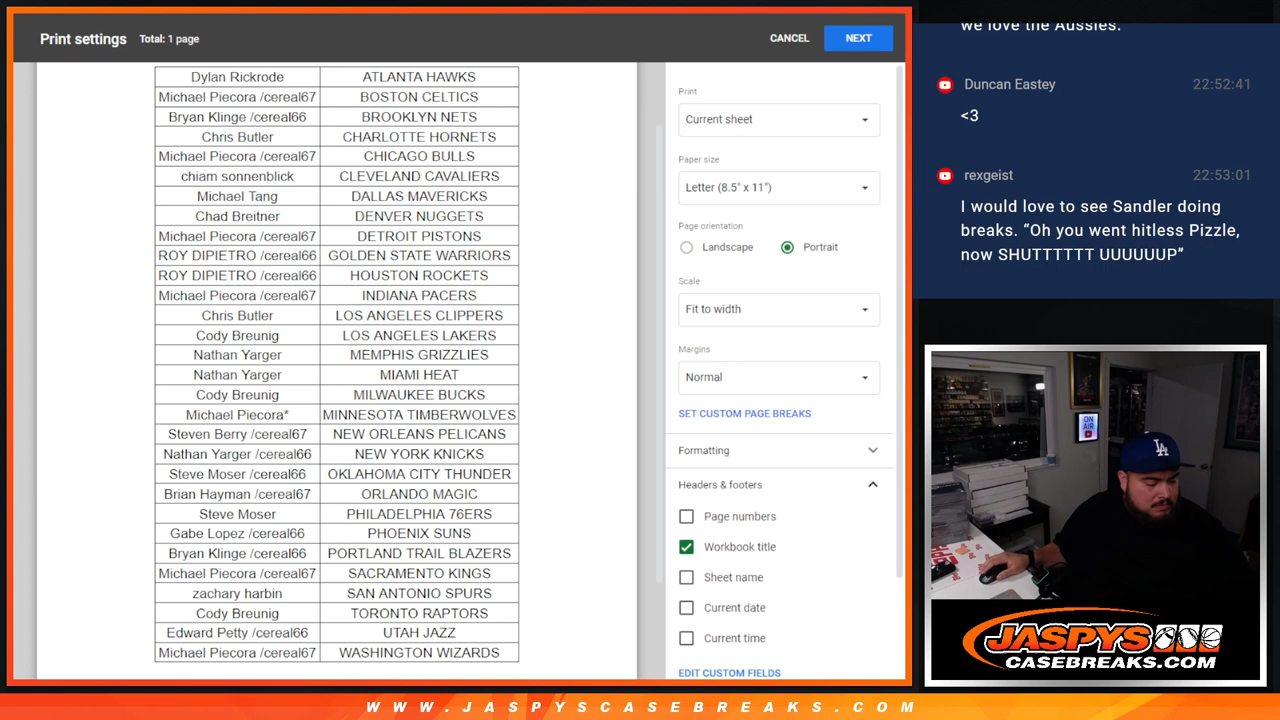 Print settings Total: 1 page CANCEL NEXT
Dylan Rickrode ATLANTA HAWKS
Michael Piecora /cereal67 BOSTON CELTICS
Bryan Klinge /cereal66 BROOKLYN NETS
Chris Butler CHARLOTTE HORNETS
Michael Piecora /cereal67 CHICAGO BULLS
chiam sonnenblick CLEVELAND CAVALIERS
Michael Tang DALLAS MAVERICKS
Chad Breitner DENVER NUGGETS
Michael Piecora /cereal67 DETROIT PISTONS
ROY DIPIETRO /cereal66 GOLDEN STATE WARRIORS
ROY DIPIETRO /cereal66 HOUSTON ROCKETS
Michael Piecora /cereal67 INDIANA PACERS
Chris Butler LOS ANGELES CLIPPERS
Cody Breunig LOS ANGELES LAKERS
Nathan Yarger MEMPHIS GRIZZLIES
Nathan Yarger MIAMI HEAT
Cody Breunig MILWAUKEE BUCKS
Michael Piecora* MINNESOTA TIMBERWOLVES
Steven Berry /cereal67 NEW ORLEANS PELICANS
Nathan Yarger /cereal66 NEW YORK KNICKS
Steve Moser /cereal66 OKLAHOMA CITY THUNDER
Brian Hayman /cereal67 ORLANDO MAGIC
Steve Moser PHILADELPHIA 76ERS
Gabe Lopez /cereal66 PHOENIX SUNS
Bryan Klinge /cereal66 PORTLAND TRAIL BLAZERS
Michael Piecora /cereal67 SACRAMENTO KINGS
zachary harbin SAN ANTONIO SPURS
Cody Breunig TORONTO RAPTORS
Edward Petty /cereal66 UTAH JAZZ
Michael Piecora /cereal67 WASHINGTON WIZARDS
Print
Current sheet
Paper size
Letter (8.5" x 11")
Page orientation
Landscape Portrait
Scale
Fit to width
Margins
Normal
SET CUSTOM PAGE BREAKS
Formatting
Headers & footers
Page numbers
Workbook title
Sheet name
Current date
Current time
EDIT CUSTOM FIELDS
we love the Aussies.
Duncan Eastey 22:52:41
<3
rexgeist 22:53:01
I would love to see Sandler doing
breaks. “Oh you went hitless Pizzle,
now SHUTTTTTT UUUUUUP”
ON
AIR
LA
JASPYS
CASEBREAKS.COM
WWW.JASPYSCASEBREAKS.COM